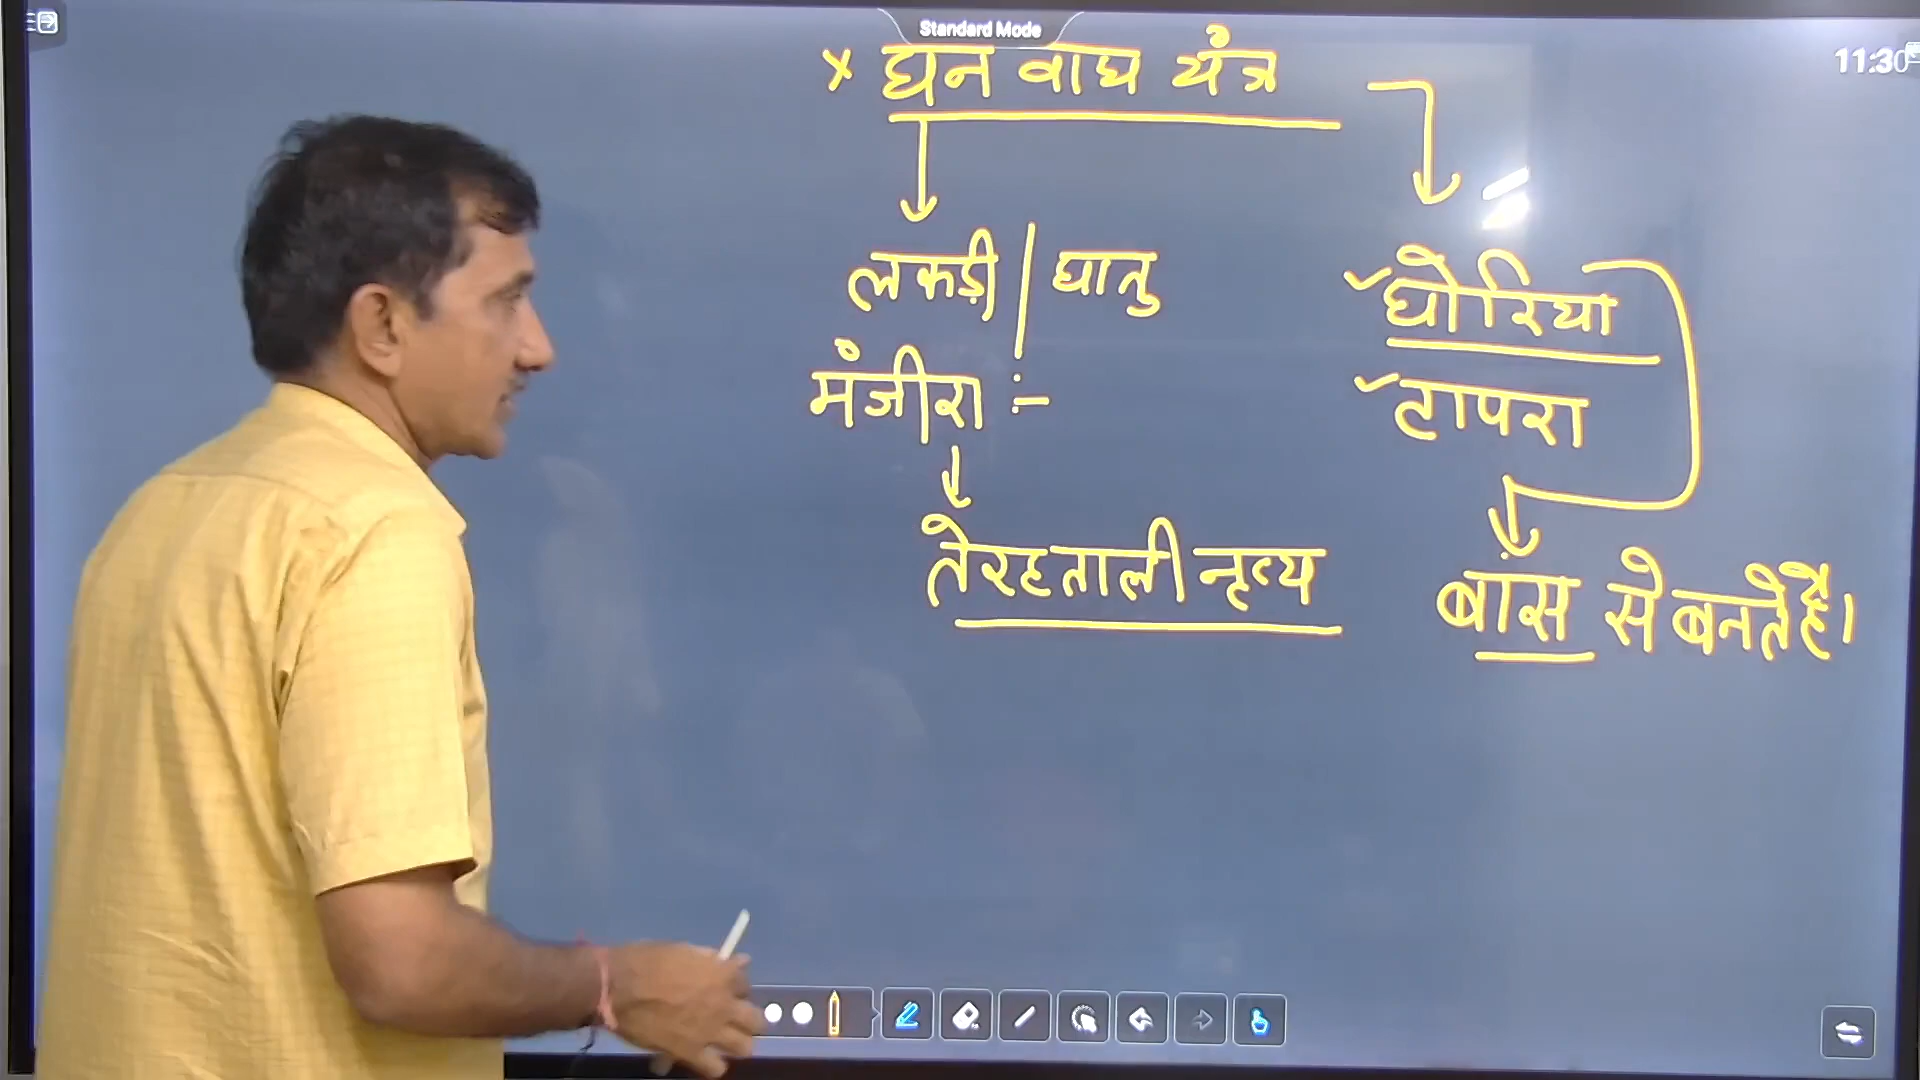 Standard Mode
11:30
x घन वाघ यंत्र
लकड़ी | घातु
मंजीरा :-
तेरहताली नृत्य
✓घोरिया
✓टापरा
बांस से बनते है।